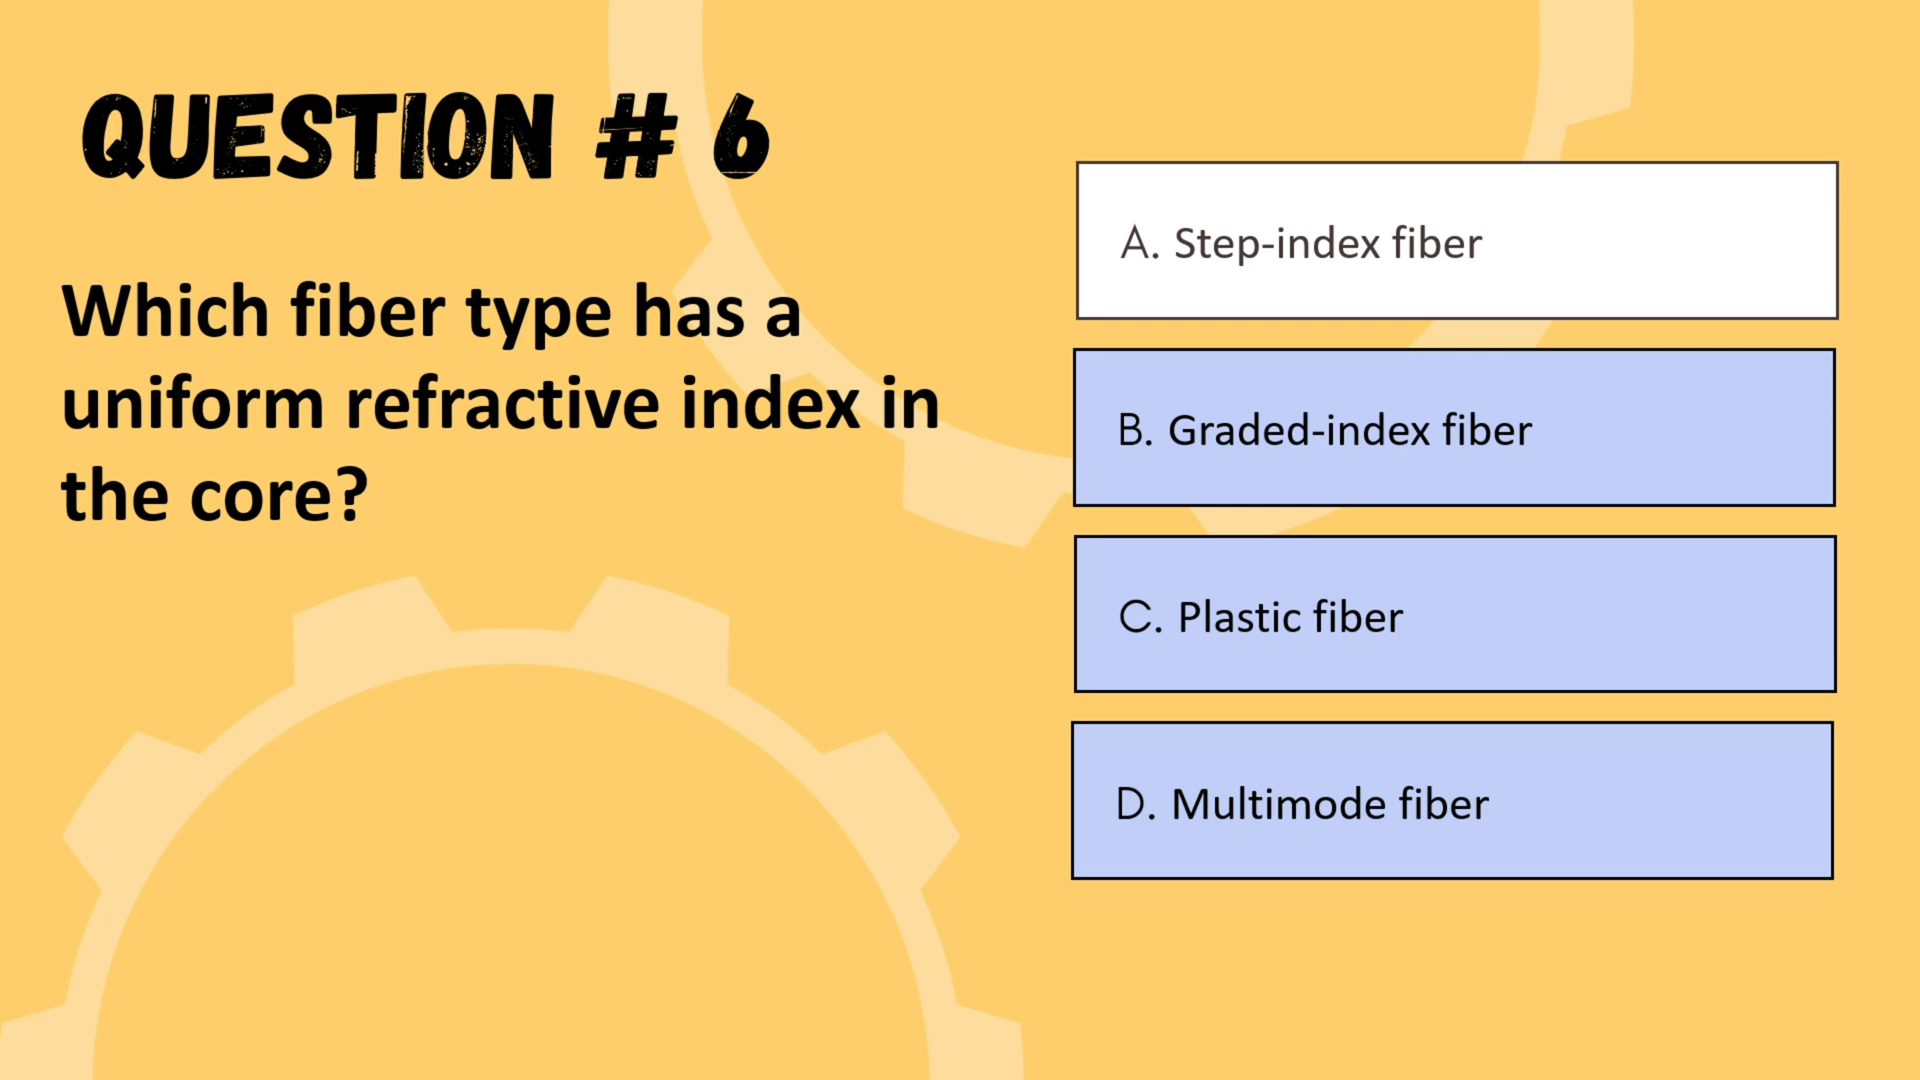 QUESTION # 6
Which fiber type has a
uniform refractive index in
the core?
A. Step-index fiber
B. Graded-index fiber
C. Plastic fiber
D. Multimode fiber